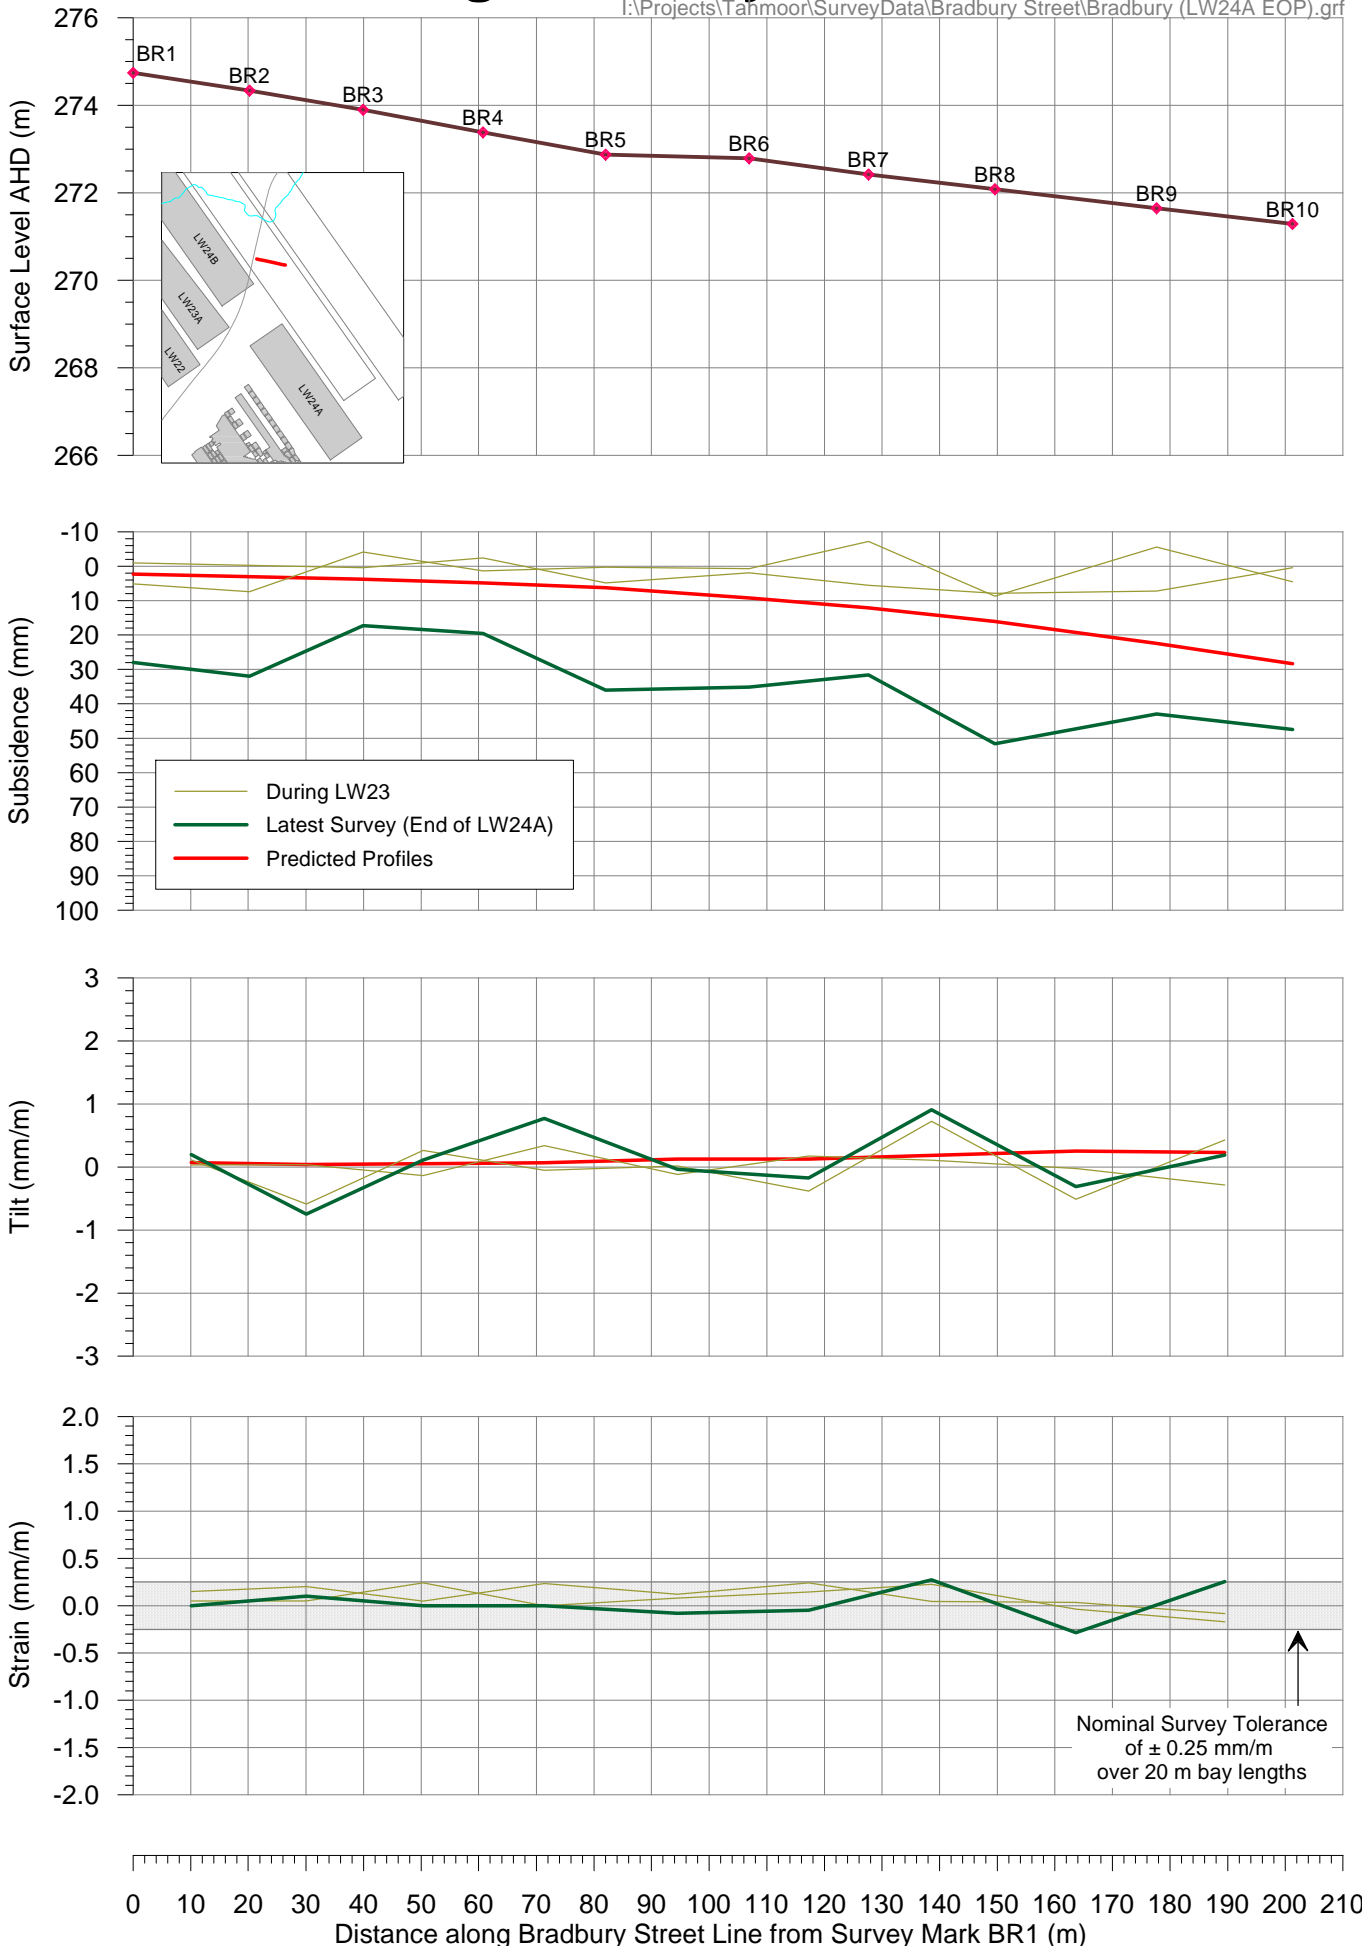 I:\Projects\Tahmoor\SurveyData\Bradbury Street\Bradbury (LW24A EOP).grf
276
274
272
270
268
266
Surface Level AHD (m)
BR1
BR2
BR3
BR4
BR5
BR6
BR7
BR8
BR9
BR10
LW24B
LW23A
LW22
LW24A
-10
0
10
20
30
40
50
60
70
80
90
100
Subsidence (mm)
During LW23
Latest Survey (End of LW24A)
Predicted Profiles
3
2
1
0
-1
-2
-3
Tilt (mm/m)
2.0
1.5
1.0
0.5
0.0
-0.5
-1.0
-1.5
-2.0
Strain (mm/m)
Nominal Survey Tolerance
of ± 0.25 mm/m
over 20 m bay lengths
0 10 20 30 40 50 60 70 80 90 100 110 120 130 140 150 160 170 180 190 200 210
Distance along Bradbury Street Line from Survey Mark BR1 (m)